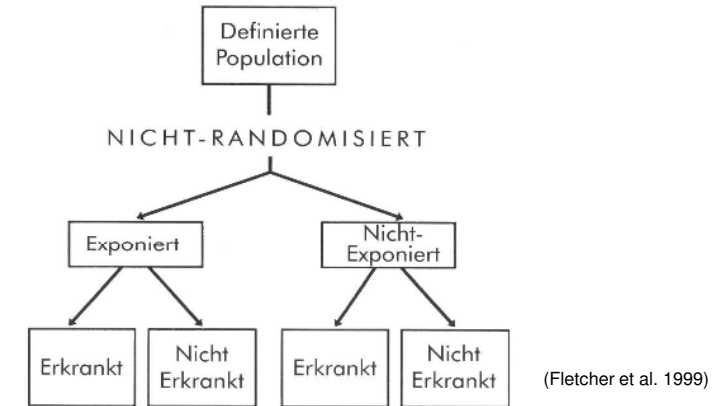 Definierte
Population
NICHT-RANDOMISIERT
Exponiert
Nicht-
Exponiert
Erkrankt
Nicht
Erkrankt
Erkrankt
Nicht
Erkrankt
(Fletcher et al. 1999)